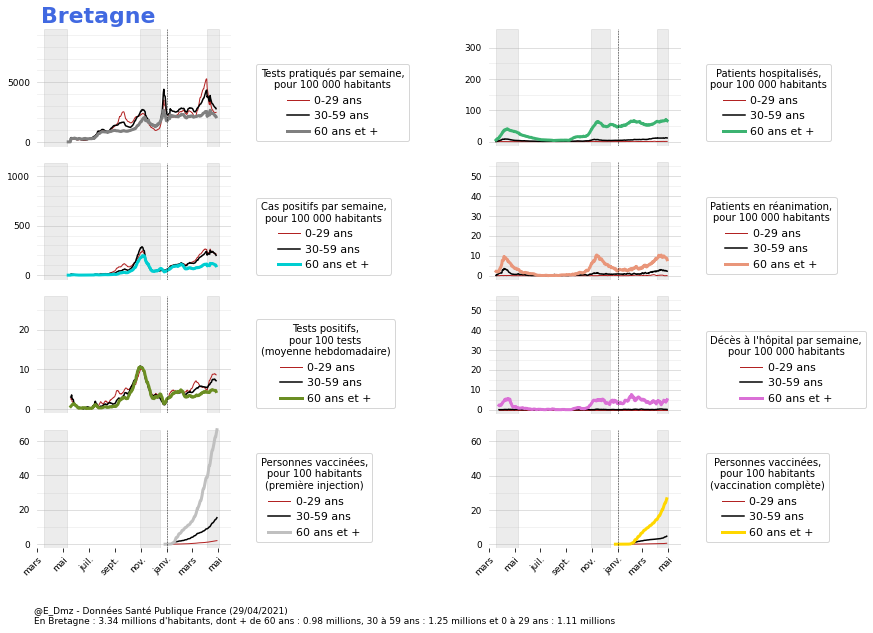 Bretagne
5000
0
Tests pratiqués par semaine,
pour 100 000 habitants
0-29 ans
30-59 ans
60 ans et +
300
200
100
0
Patients hospitalisés,
pour 100 000 habitants
0-29 ans
30-59 ans
60 ans et +
1000
500
0
Cas positifs par semaine,
pour 100 000 habitants
0-29 ans
30-59 ans
60 ans et +
50
40
30
20
10
0
Patients en réanimation,
pour 100 000 habitants
0-29 ans
30-59 ans
60 ans et +
20
10
0
Tests positifs,
pour 100 tests
(moyenne hebdomadaire)
0-29 ans
30-59 ans
60 ans et +
50
40
30
20
10
0
Décès à l'hôpital par semaine,
pour 100 000 habitants
0-29 ans
30-59 ans
60 ans et +
60
40
20
0
mars
mai
juil.
sept.
nov.
janv.
mars
mai
Personnes vaccinées,
pour 100 habitants
(première injection)
0-29 ans
30-59 ans
60 ans et +
60
40
20
0
mars
mai
juil.
sept.
nov.
janv.
mars
mai
Personnes vaccinées,
pour 100 habitants
(vaccination complète)
0-29 ans
30-59 ans
60 ans et +
@E_Dmz - Données Santé Publique France (29/04/2021)
En Bretagne : 3.34 millions d'habitants, dont + de 60 ans : 0.98 millions, 30 à 59 ans : 1.25 millions et 0 à 29 ans : 1.11 millions